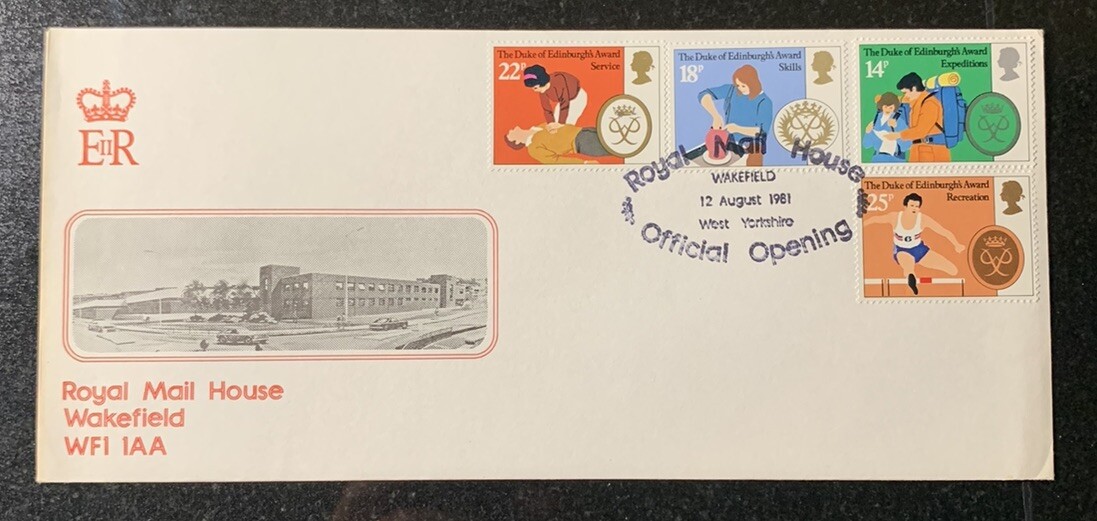 EIIR
The Duke of Edinburgh's Award
22p Service
The Duke of Edinburgh's Award
18p Skills
The Duke of Edinburgh's Award
14p Expeditions
The Duke of Edinburgh's Award
25p Recreation
Royal Mail House
WAKEFIELD
12 August 1981
West Yorkshire
Official Opening
Royal Mail House
Wakefield
WF1 1AA